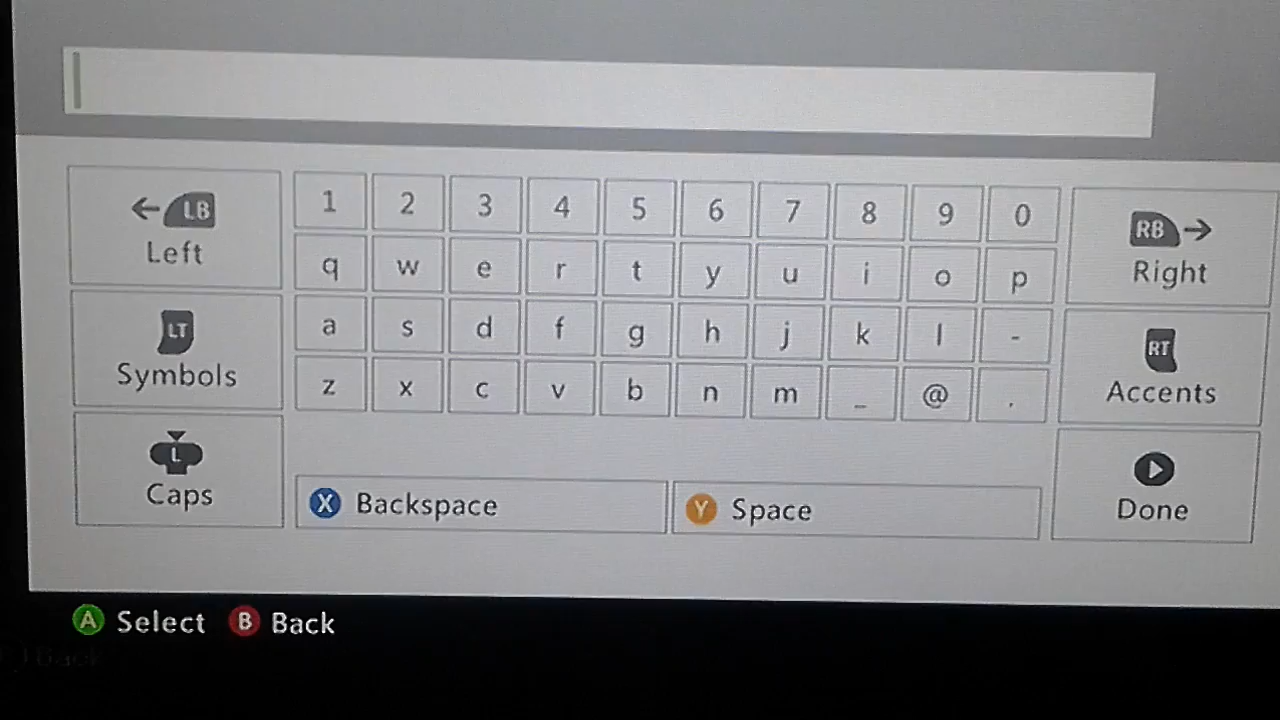 LB Left
1 2 3 4 5 6 7 8 9 0
RB Right
q w e r t y u i o p
LT Symbols
a s d f g h j k l -
RT Accents
z x c v b n m _ @ .
L Caps
X Backspace
Y Space
Done
A Select B Back
Back